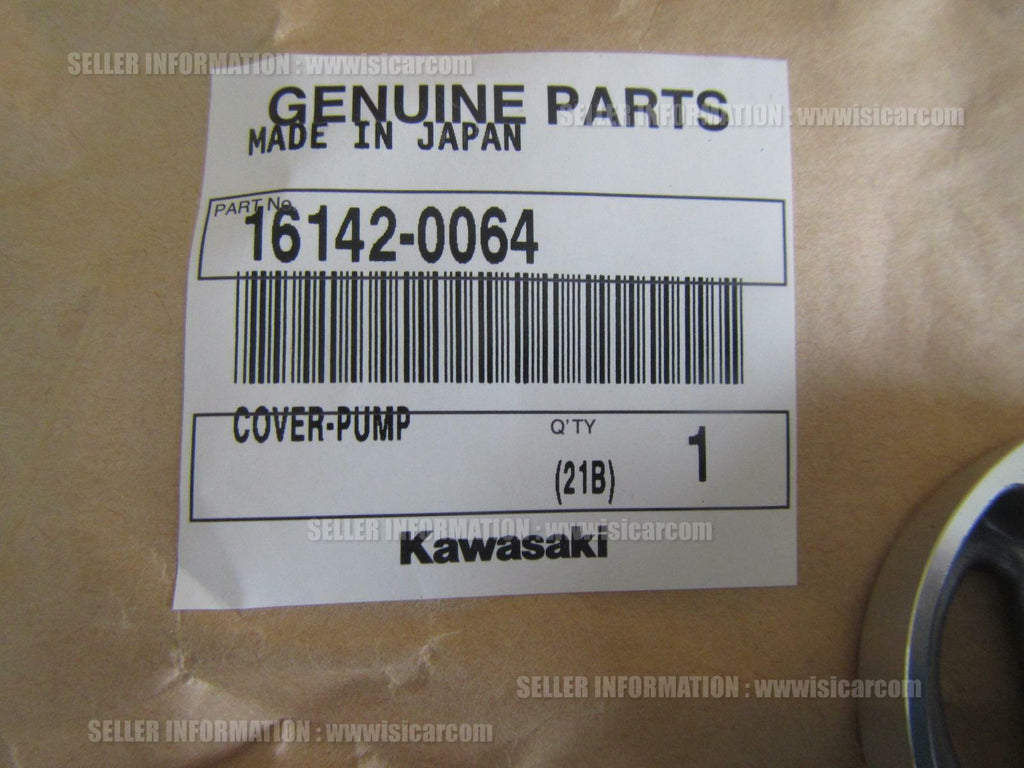 SELLER INFORMATION : wwwisicarcom
GENUINE PARTS
SELLER INFORMATION : wwwisicarcom
MADE IN JAPAN
PART No.
16142-0064
COVER-PUMP
Q'TY
1
(21B)
SELLER INFORMATION : wwwisicarcom
Kawasaki
SELLER INFORMATION : wwwisicarcom
SELLER INFORMATION : wwwisicarcom